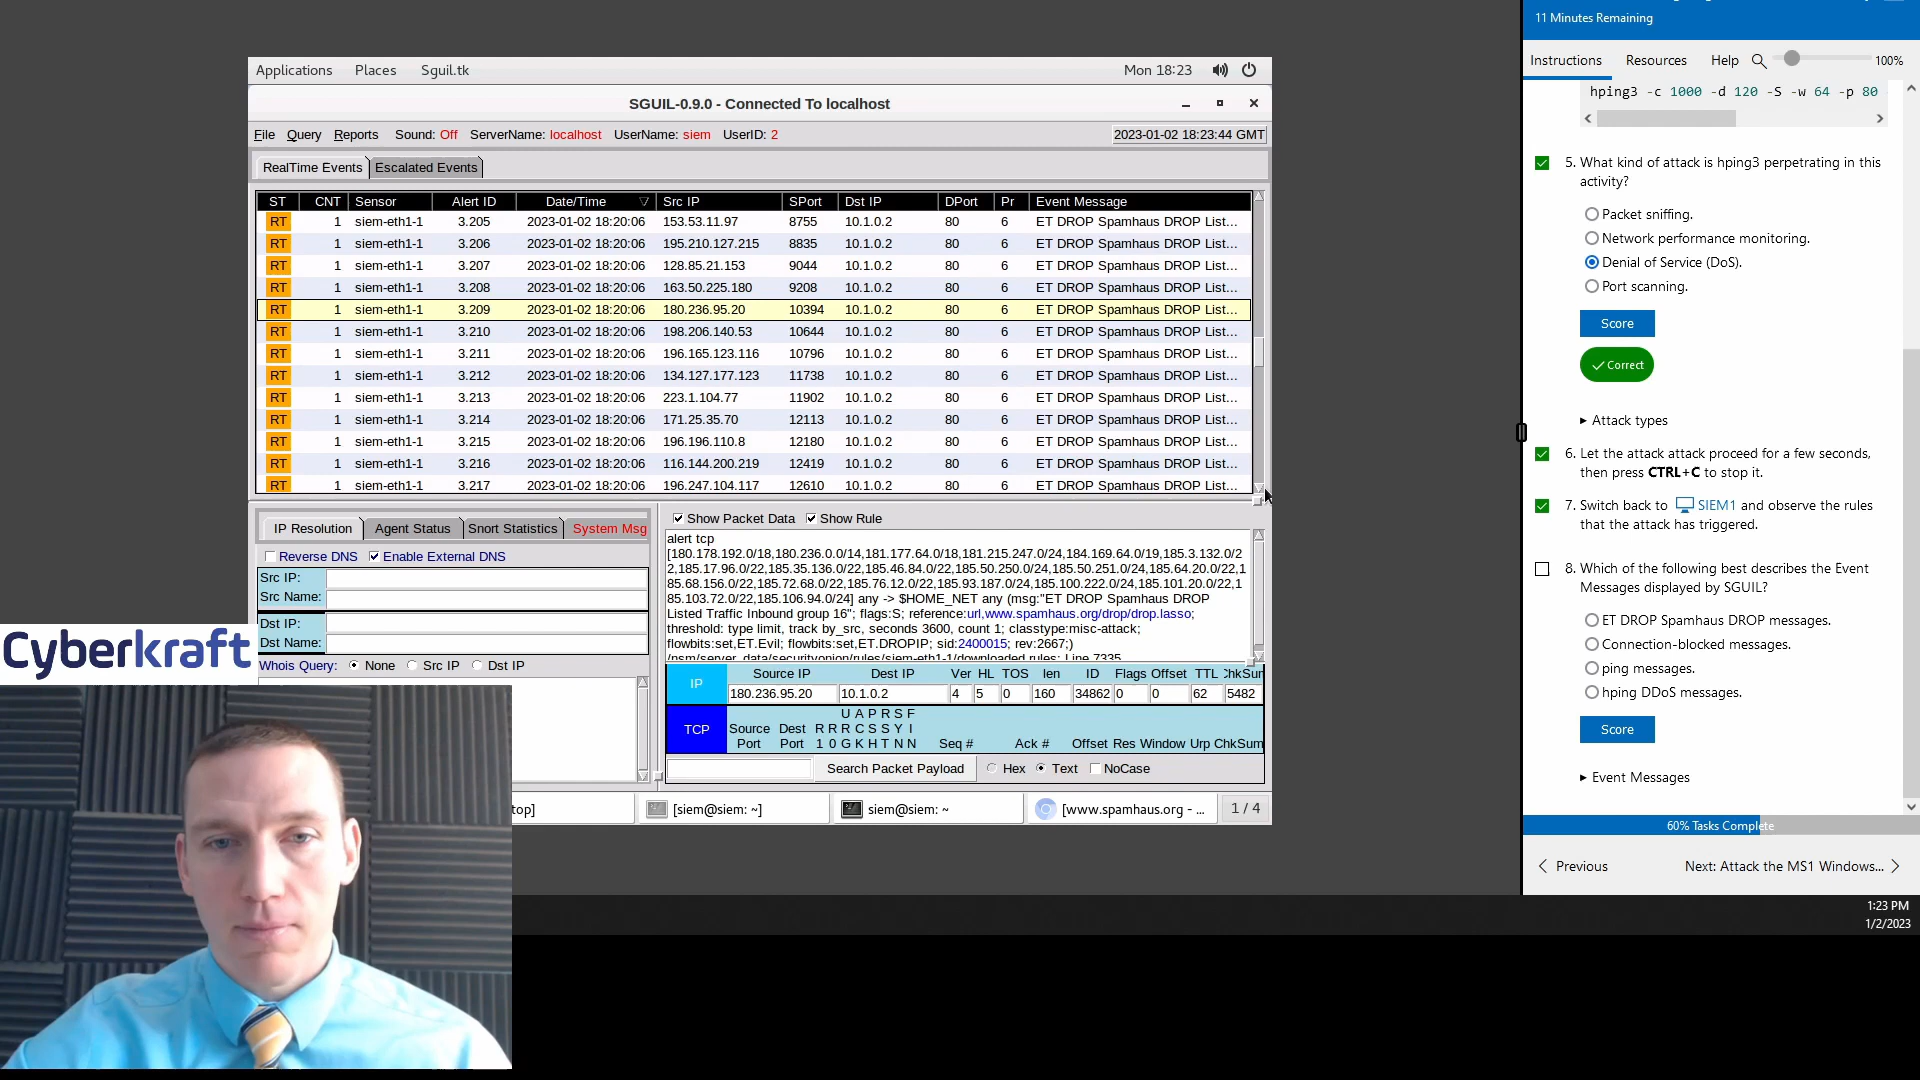 11 Minutes Remaining
Instructions Resources Help 100%
hping3 -c 1000 -d 120 -S -w 64 -p 80
5. What kind of attack is hping3 perpetrating in this
activity?
Packet sniffing.
Network performance monitoring.
Denial of Service (DoS).
Port scanning.
Score
Correct
Attack types
6. Let the attack attack proceed for a few seconds,
then press CTRL+C to stop it.
7. Switch back to SIEM1 and observe the rules
that the attack has triggered.
8. Which of the following best describes the Event
Messages displayed by SGUIL?
ET DROP Spamhaus DROP messages.
Connection-blocked messages.
ping messages.
hping DDoS messages.
Score
Event Messages
60% Tasks Complete
Previous Next: Attack the MS1 Windows...
1:23 PM
1/2/2023
Applications Places Sguil.tk Mon 18:23
SGUIL-0.9.0 - Connected To localhost
File Query Reports Sound: Off ServerName: localhost UserName: siem UserID: 2 2023-01-02 18:23:44 GMT
RealTime Events Escalated Events
ST CNT Sensor Alert ID Date/Time Src IP SPort Dst IP DPort Pr Event Message
RT 1 siem-eth1-1 3.205 2023-01-02 18:20:06 153.53.11.97 8755 10.1.0.2 80 6 ET DROP Spamhaus DROP List...
RT 1 siem-eth1-1 3.206 2023-01-02 18:20:06 195.210.127.215 8835 10.1.0.2 80 6 ET DROP Spamhaus DROP List...
RT 1 siem-eth1-1 3.207 2023-01-02 18:20:06 128.85.21.153 9044 10.1.0.2 80 6 ET DROP Spamhaus DROP List...
RT 1 siem-eth1-1 3.208 2023-01-02 18:20:06 163.50.225.180 9208 10.1.0.2 80 6 ET DROP Spamhaus DROP List...
RT 1 siem-eth1-1 3.209 2023-01-02 18:20:06 180.236.95.20 10394 10.1.0.2 80 6 ET DROP Spamhaus DROP List...
RT 1 siem-eth1-1 3.210 2023-01-02 18:20:06 198.206.140.53 10644 10.1.0.2 80 6 ET DROP Spamhaus DROP List...
RT 1 siem-eth1-1 3.211 2023-01-02 18:20:06 196.165.123.116 10796 10.1.0.2 80 6 ET DROP Spamhaus DROP List...
RT 1 siem-eth1-1 3.212 2023-01-02 18:20:06 134.127.177.123 11738 10.1.0.2 80 6 ET DROP Spamhaus DROP List...
RT 1 siem-eth1-1 3.213 2023-01-02 18:20:06 223.1.104.77 11902 10.1.0.2 80 6 ET DROP Spamhaus DROP List...
RT 1 siem-eth1-1 3.214 2023-01-02 18:20:06 171.25.35.70 12113 10.1.0.2 80 6 ET DROP Spamhaus DROP List...
RT 1 siem-eth1-1 3.215 2023-01-02 18:20:06 196.196.110.8 12180 10.1.0.2 80 6 ET DROP Spamhaus DROP List...
RT 1 siem-eth1-1 3.216 2023-01-02 18:20:06 116.144.200.219 12419 10.1.0.2 80 6 ET DROP Spamhaus DROP List...
RT 1 siem-eth1-1 3.217 2023-01-02 18:20:06 196.247.104.117 12610 10.1.0.2 80 6 ET DROP Spamhaus DROP List...
IP Resolution Agent Status Snort Statistics System Msg
Reverse DNS Enable External DNS
Src IP:
Src Name:
Dst IP:
Dst Name:
Whois Query: None Src IP Dst IP
Show Packet Data Show Rule
alert tcp
[180.178.192.0/18,180.236.0.0/14,181.177.64.0/18,181.215.247.0/24,184.169.64.0/19,185.3.132.0/2
2,185.17.96.0/22,185.35.136.0/22,185.46.84.0/22,185.50.250.0/24,185.50.251.0/24,185.64.20.0/22,1
85.68.156.0/22,185.72.68.0/22,185.76.12.0/22,185.93.187.0/24,185.100.222.0/24,185.101.20.0/22,1
85.103.72.0/22,185.106.94.0/24] any -> $HOME_NET any (msg:"ET DROP Spamhaus DROP
Listed Traffic Inbound group 16"; flags:S; reference:url,www.spamhaus.org/drop/drop.lasso;
threshold: type limit, track by_src, seconds 3600, count 1; classtype:misc-attack;
flowbits:set,ET.Evil; flowbits:set,ET.DROPIP; sid:2400015; rev:2667;)
/nsm/server_data/securityonion/rules/siem-eth1-1/downloaded.rules: Line 7335
IP Source IP Dest IP Ver HL TOS len ID Flags Offset TTL ChkSum
180.236.95.20 10.1.0.2 4 5 0 160 34862 0 0 62 5482
U A P R S F
Source Dest R R R C S S Y I
TCP Port Port 1 0 G K H T N N Seq # Ack # Offset Res Window Urp ChkSum
Search Packet Payload Hex Text NoCase
top] [siem@siem: ~] siem@siem: ~ [www.spamhaus.org - ... 1 / 4
Cyberkraft